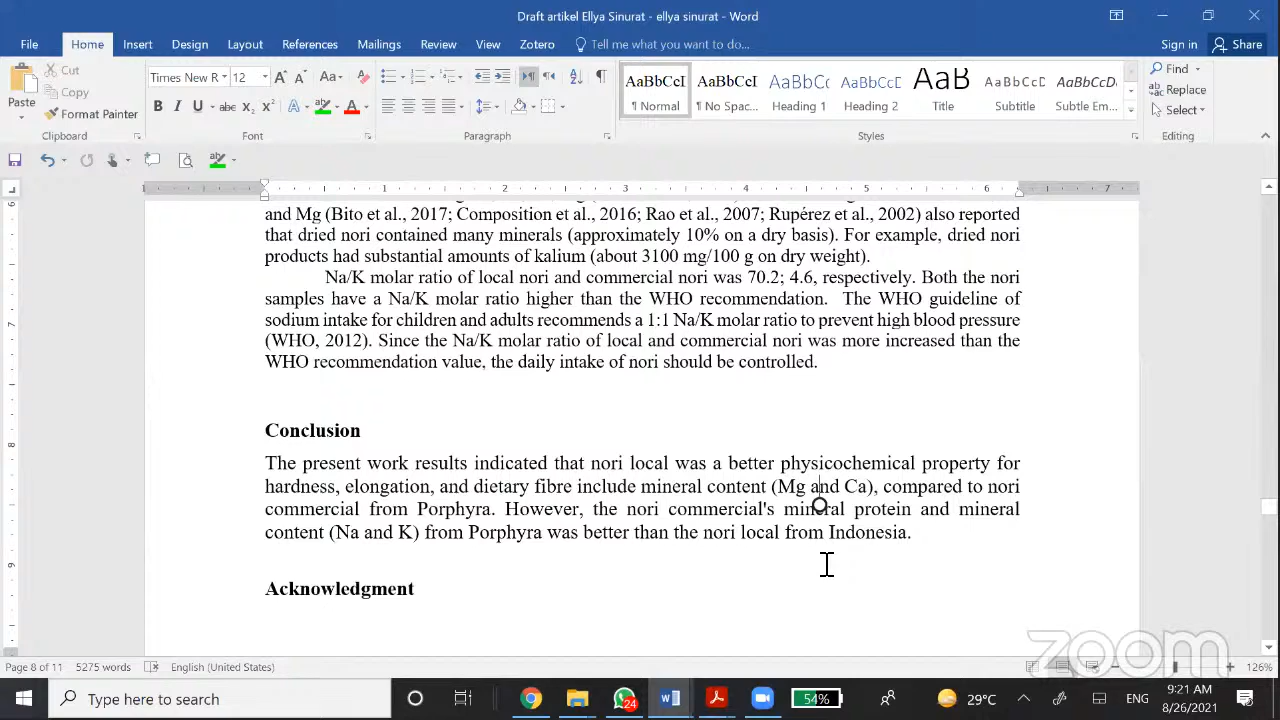 Draft artikel Ellya Sinurat - ellya sinurat - Word
File Home Insert Design Layout References Mailings Review View Zotero Tell me what you want to do... Sign in Share
Paste Cut Copy Format Painter
Times New R 12
AaBbCcI AaBbCcI AaBbCc AaBbCcI AaB AaBbCcD AaBbCcD.
¶ Normal ¶ No Spac... Heading 1 Heading 2 Title Subtitle Subtle Em...
Find Replace Select
Clipboard Font Paragraph Styles Editing
1 1 2 3 4 5 6 7
and Mg (Bito et al., 2017; Composition et al., 2016; Rao et al., 2007; Rupérez et al., 2002) also reported
that dried nori contained many minerals (approximately 10% on a dry basis). For example, dried nori
products had substantial amounts of kalium (about 3100 mg/100 g on dry weight).
Na/K molar ratio of local nori and commercial nori was 70.2; 4.6, respectively. Both the nori
samples have a Na/K molar ratio higher than the WHO recommendation. The WHO guideline of
sodium intake for children and adults recommends a 1:1 Na/K molar ratio to prevent high blood pressure
(WHO, 2012). Since the Na/K molar ratio of local and commercial nori was more increased than the
WHO recommendation value, the daily intake of nori should be controlled.
Conclusion
The present work results indicated that nori local was a better physicochemical property for
hardness, elongation, and dietary fibre include mineral content (Mg and Ca), compared to nori
commercial from Porphyra. However, the nori commercial's mineral protein and mineral
content (Na and K) from Porphyra was better than the nori local from Indonesia.
Acknowledgment
zoom
Page 8 of 11 5275 words English (United States) 126%
Type here to search 24 54% 29°C ENG 9:21 AM
8/26/2021